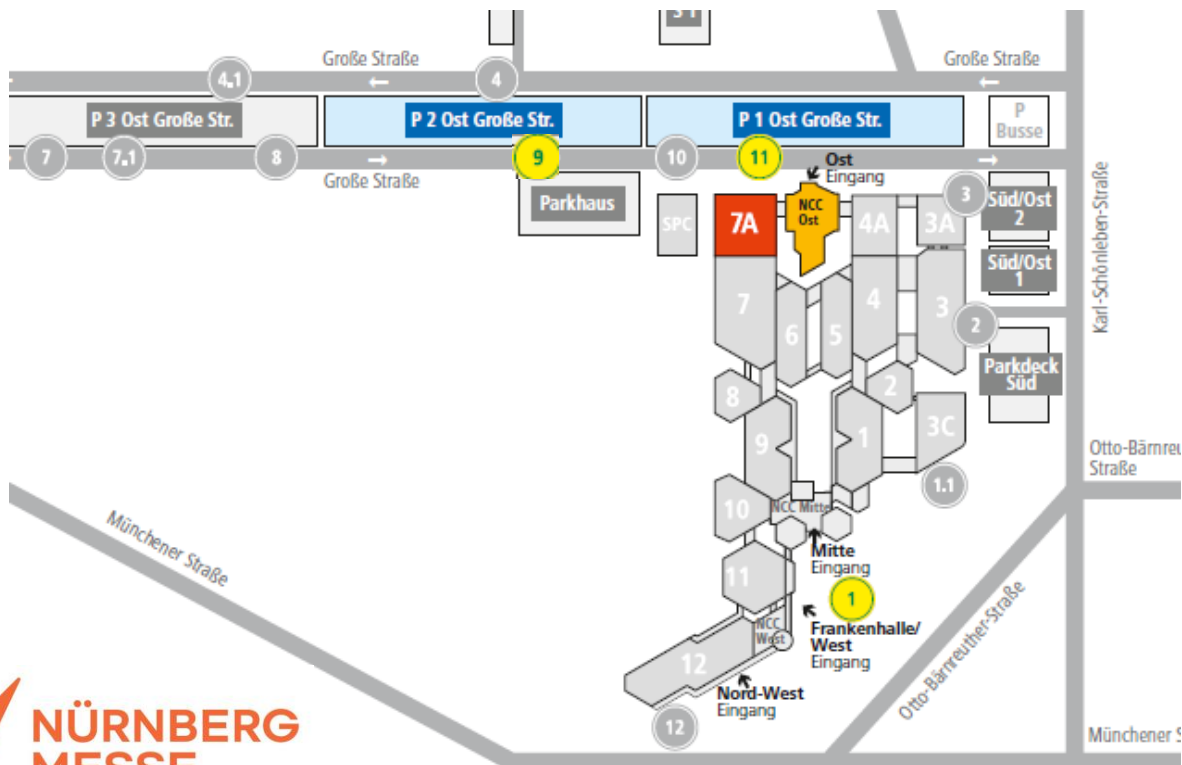 S 1
Große Straße
Große Straße
4.1
4
P 3 Ost Große Str.
P 2 Ost Große Str.
P 1 Ost Große Str.
P
Busse
7
7.1
8
9
10
11
Große Straße
Ost
Eingang
Parkhaus
SPC
7A
NCC
Ost
4A
3A
3
Süd/Ost
2
Süd/Ost
1
Karl-Schönleben-Straße
7
6
5
4
3
2
Parkdeck
Süd
8
2
9
1
3C
Otto-Bärnreu
Straße
1.1
10
NCC Mitte
Mitte
Eingang
11
1
Münchener Straße
NCC
West
Frankenhalle/
West
Eingang
Otto-Bärnreuther-Straße
12
Nord-West
Eingang
12
Münchener S
NÜRNBERG
MESSE